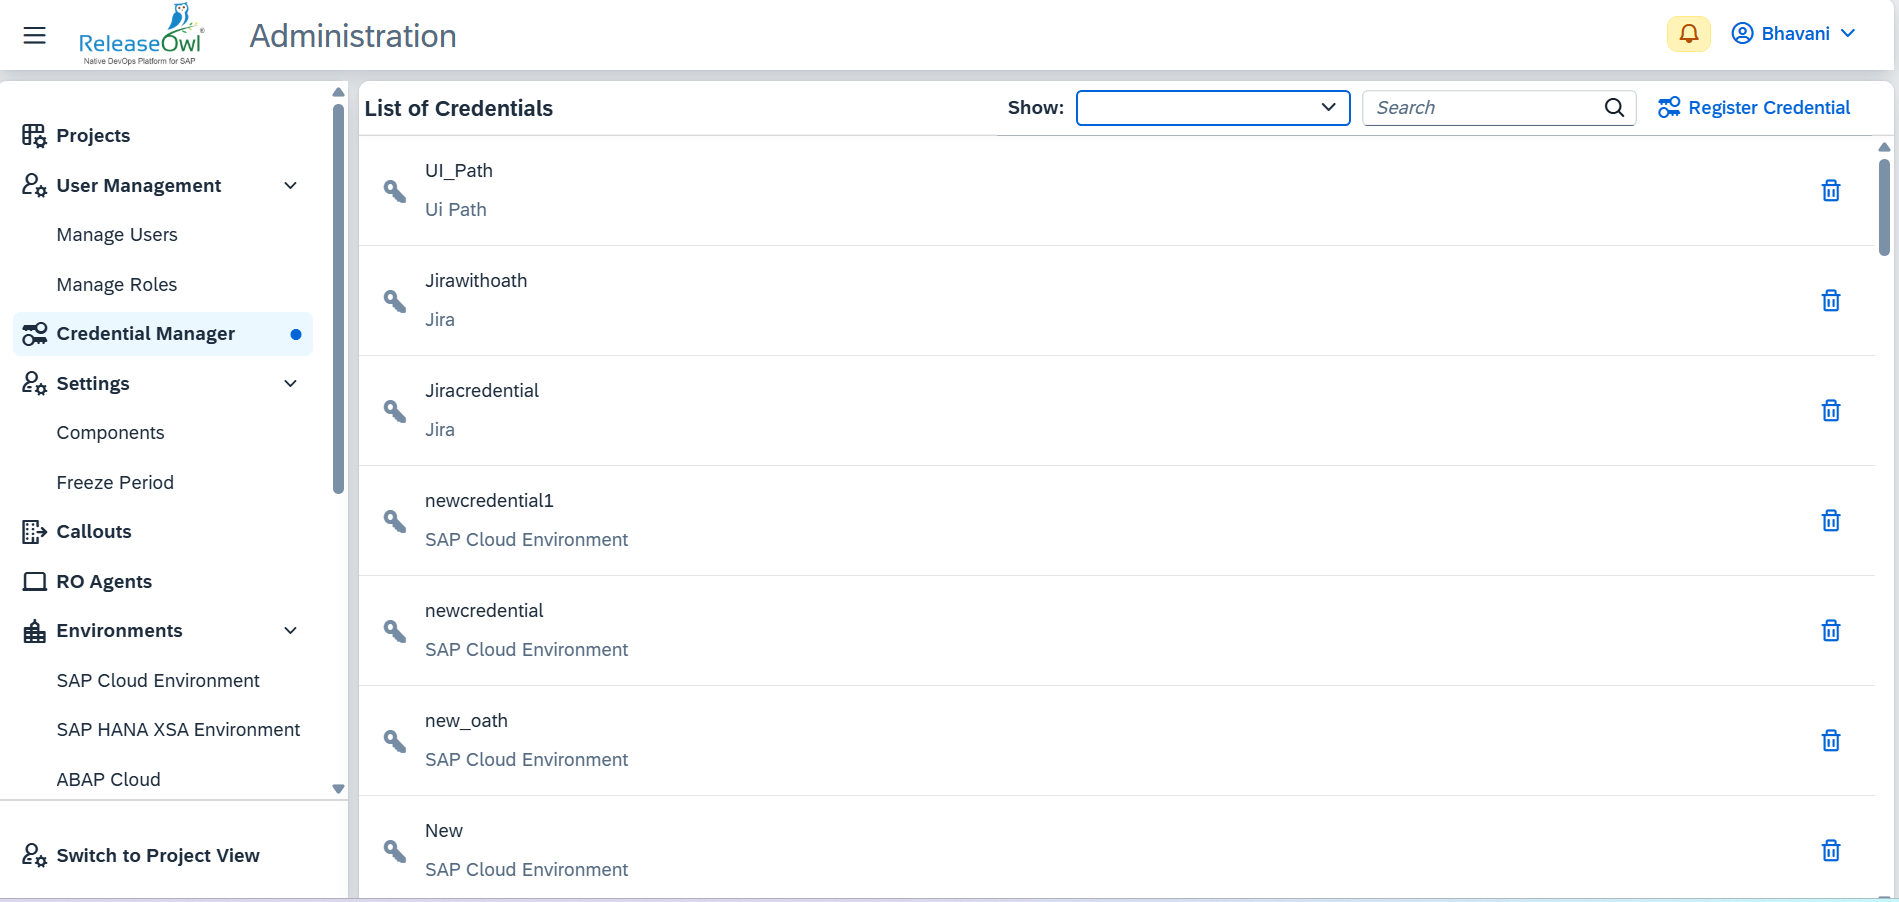 ReleaseOwl®
Native DevOps Platform for SAP
Administration
Bhavani
Projects
User Management
Manage Users
Manage Roles
Credential Manager
Settings
Components
Freeze Period
Callouts
RO Agents
Environments
SAP Cloud Environment
SAP HANA XSA Environment
ABAP Cloud
Switch to Project View
List of Credentials
Show:
Search
Register Credential
UI_Path
Ui Path
Jirawithoath
Jira
Jiracredential
Jira
newcredential1
SAP Cloud Environment
newcredential
SAP Cloud Environment
new_oath
SAP Cloud Environment
New
SAP Cloud Environment